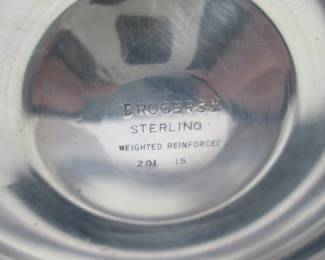 ROGERS
STERLING
WEIGHTED REINFORCED
201 15